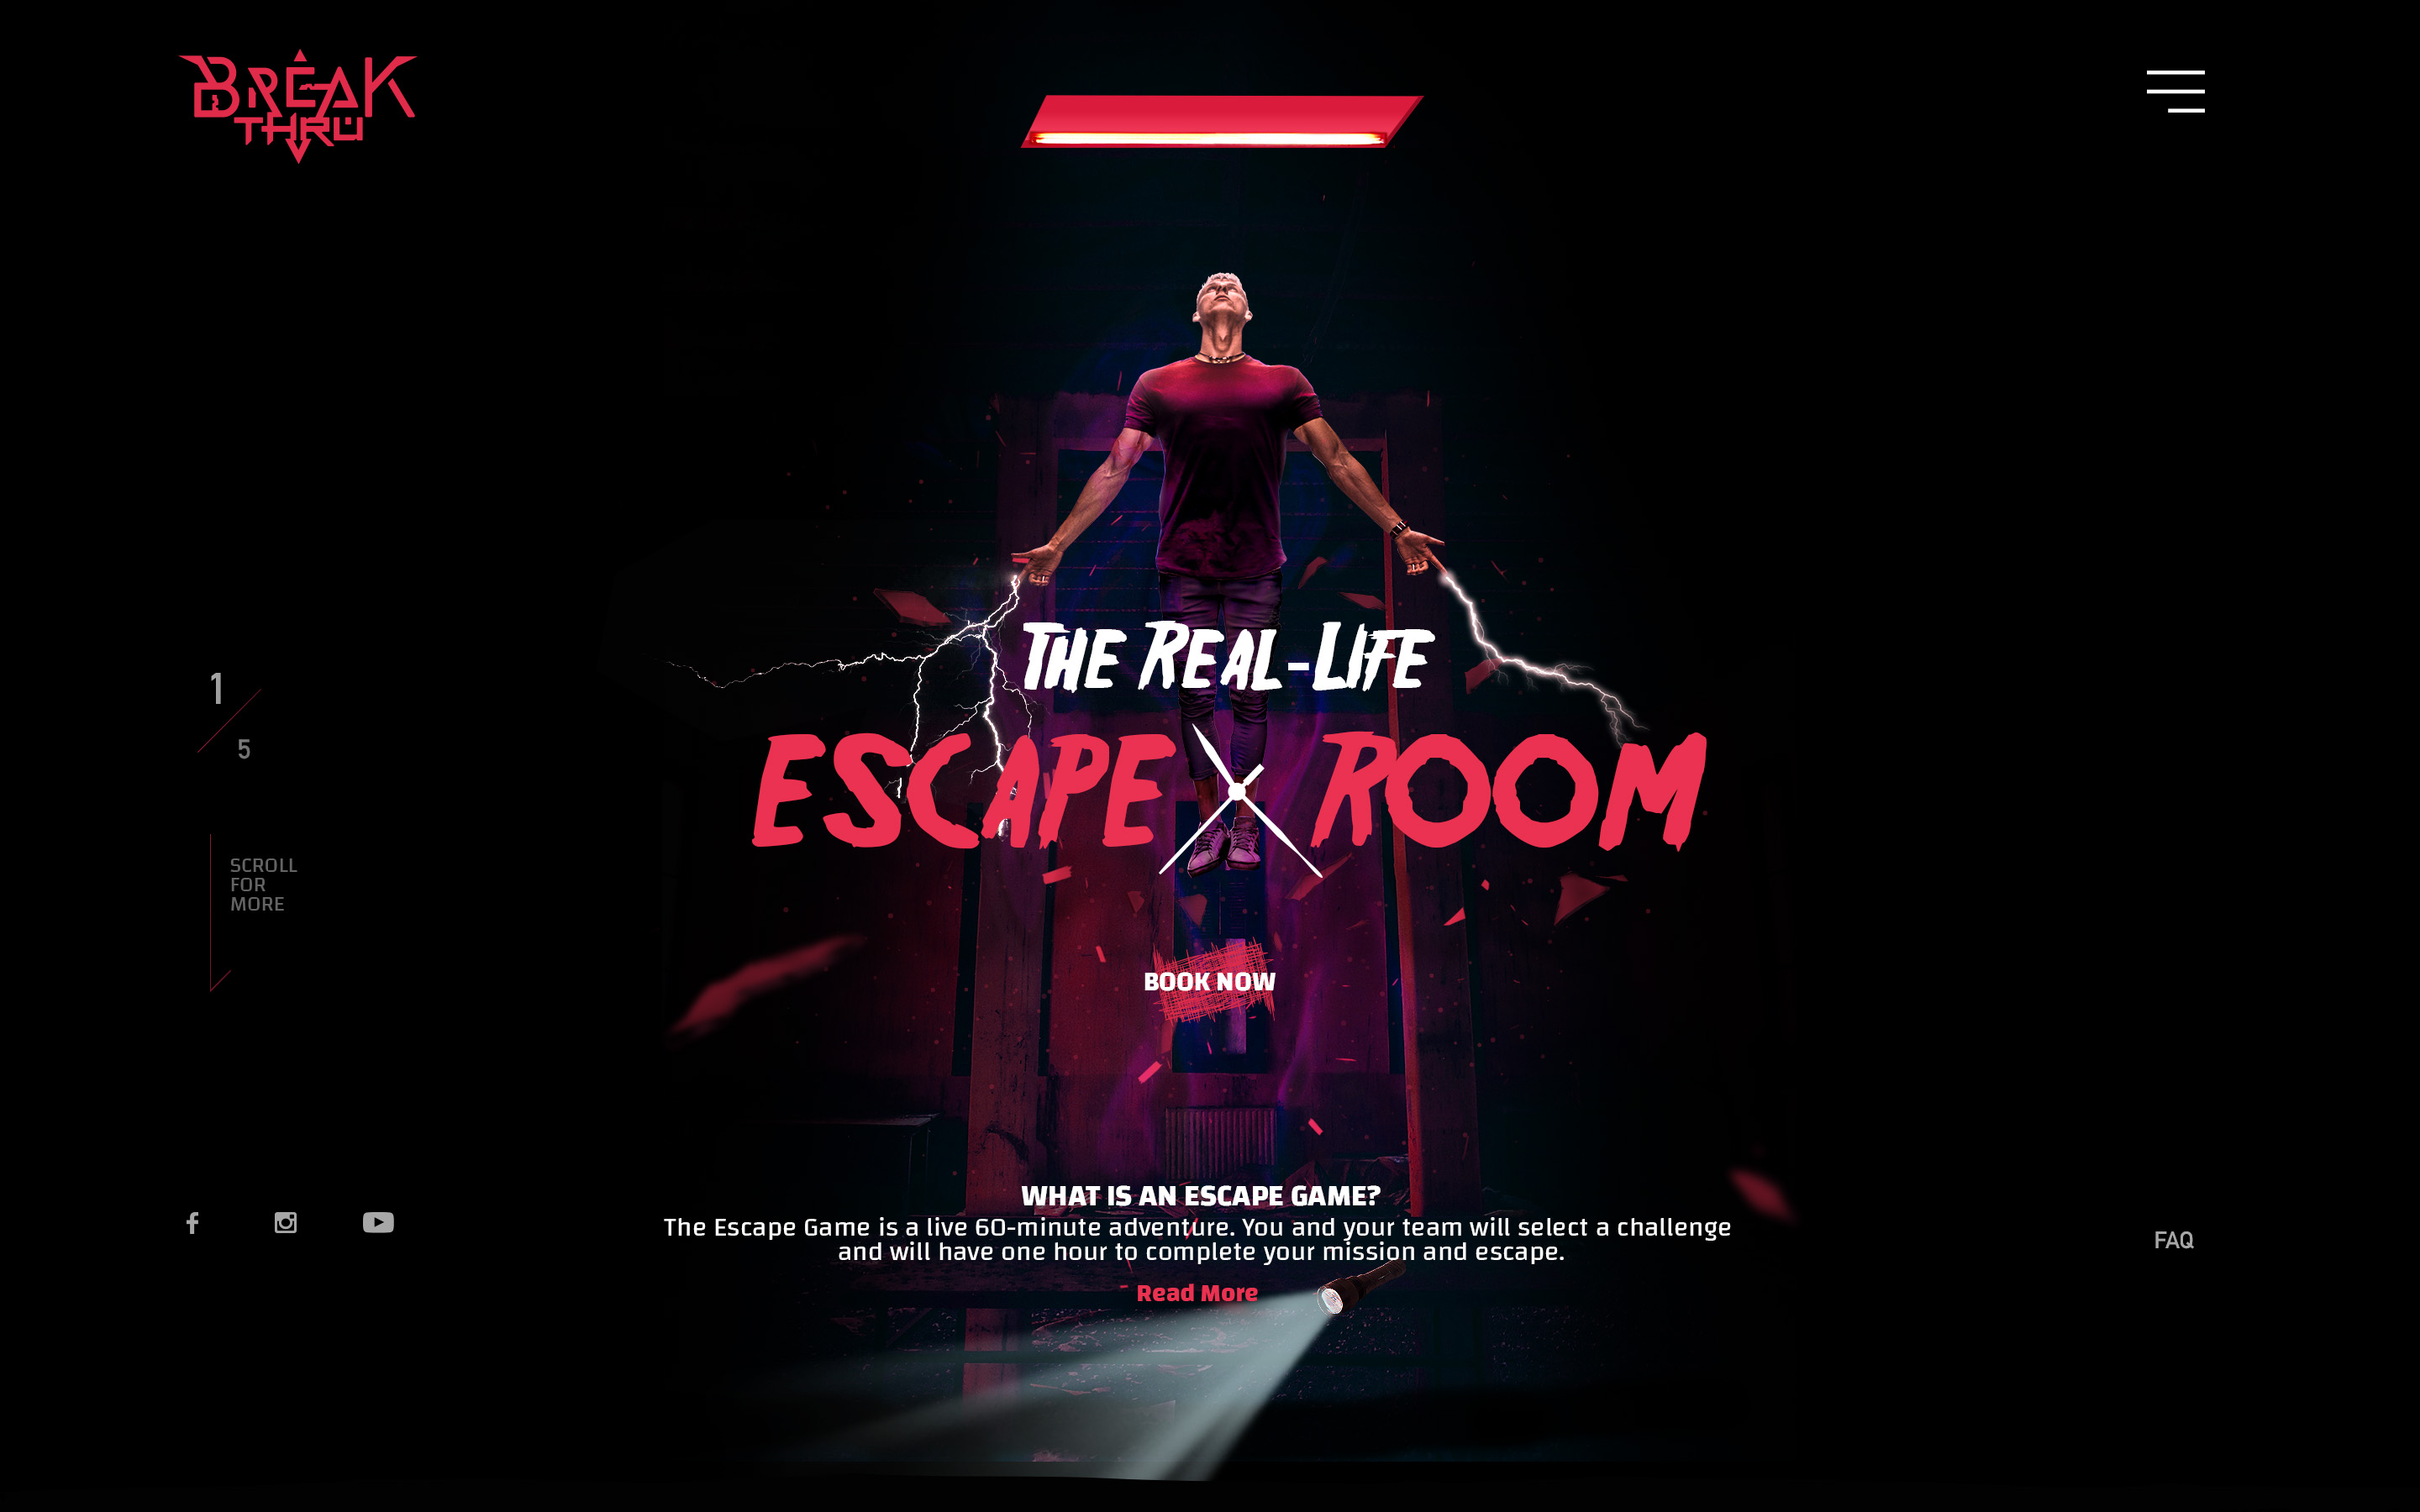 BREAK
THRU
THE REAL-LIFE
ESCAPE ROOM
1
5
SCROLL
FOR
MORE
BOOK NOW
WHAT IS AN ESCAPE GAME?
The Escape Game is a live 60-minute adventure. You and your team will select a challenge
and will have one hour to complete your mission and escape.
Read More
FAQ